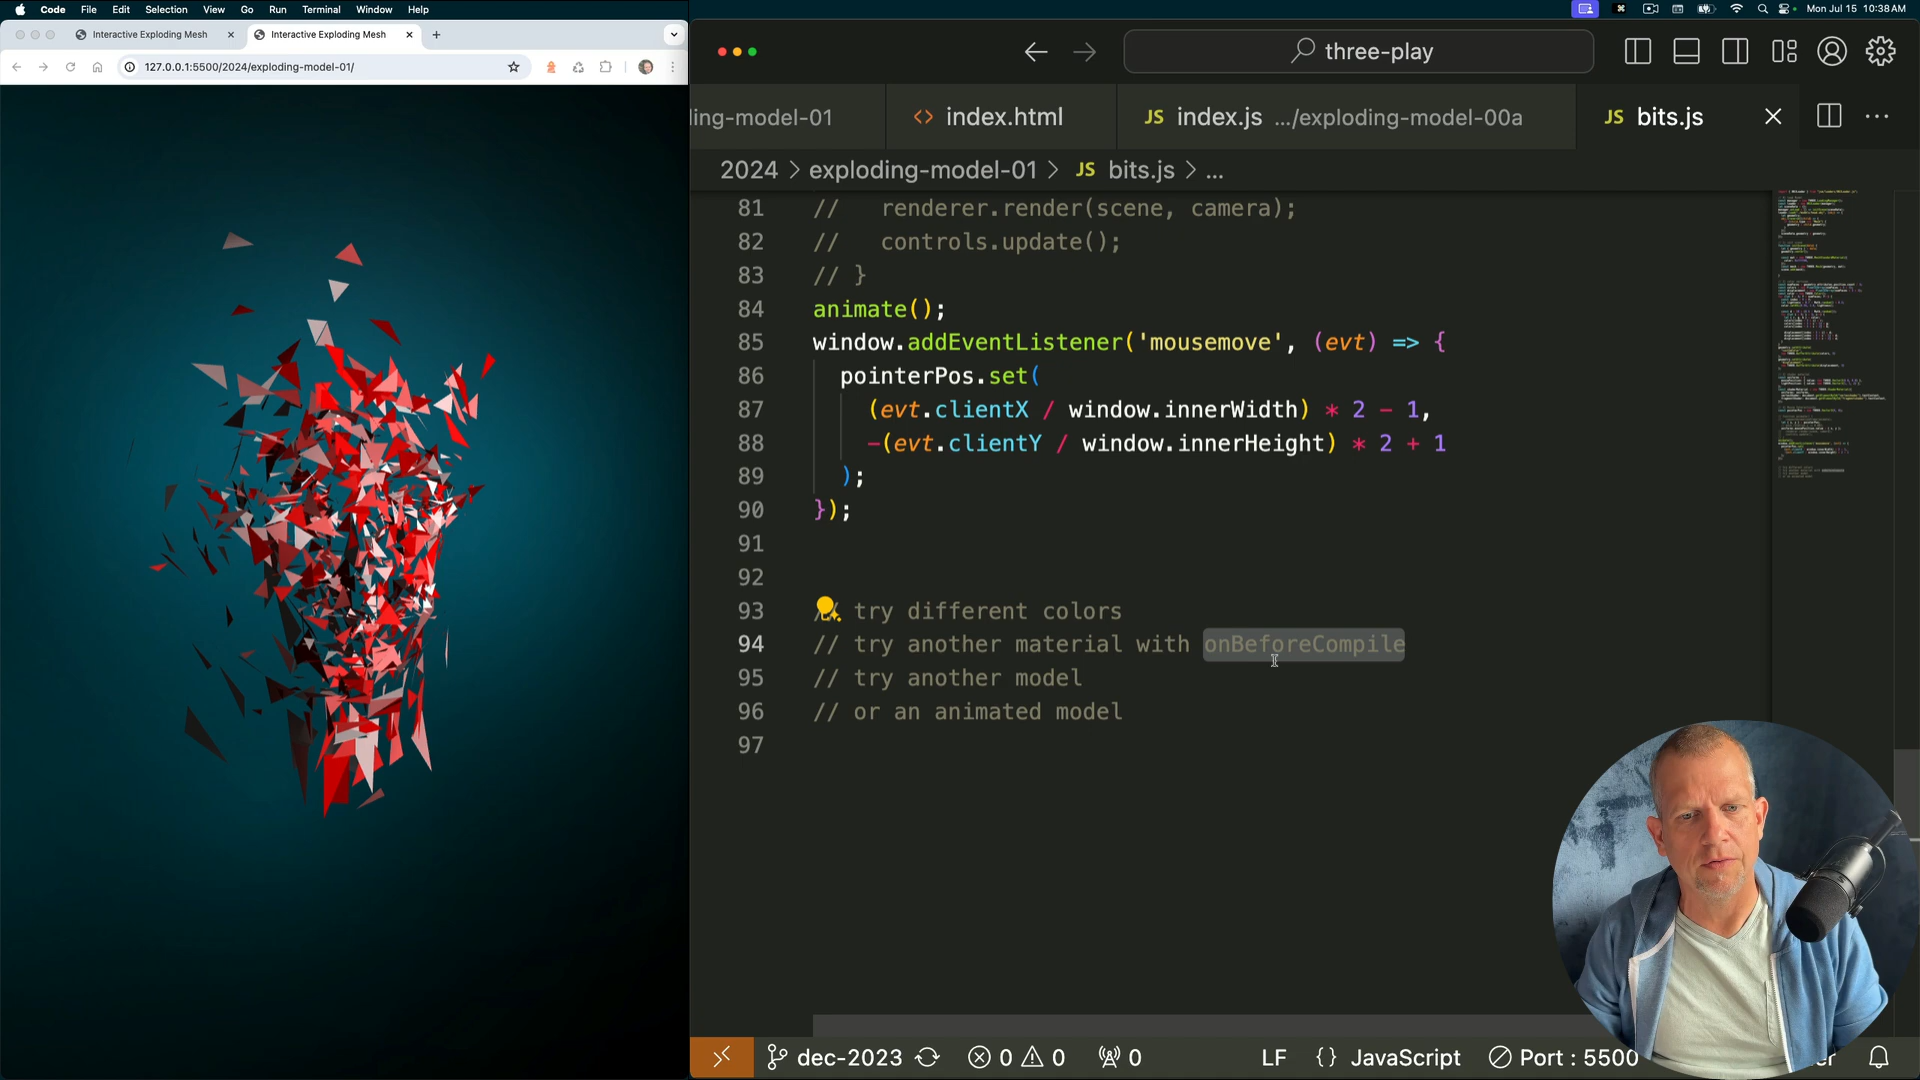 Code File Edit Selection View Go Run Terminal Window Help
Mon Jul 15 10:38 AM
Interactive Exploding Mesh
Interactive Exploding Mesh
127.0.0.1:5500/2024/exploding-model-01/
three-play
ling-model-01
<> index.html
JS index.js .../exploding-model-00a
JS bits.js
2024 > exploding-model-01 > JS bits.js > ...
81 // renderer.render(scene, camera);
82 // controls.update();
83 // }
84 animate();
85 window.addEventListener('mousemove', (evt) => {
86 pointerPos.set(
87 (evt.clientX / window.innerWidth) * 2 - 1,
88 -(evt.clientY / window.innerHeight) * 2 + 1
89 );
90 });
91
92
93 // try different colors
94 // try another material with onBeforeCompile
95 // try another model
96 // or an animated model
97
dec-2023 0 0 0 LF {} JavaScript Port : 5500